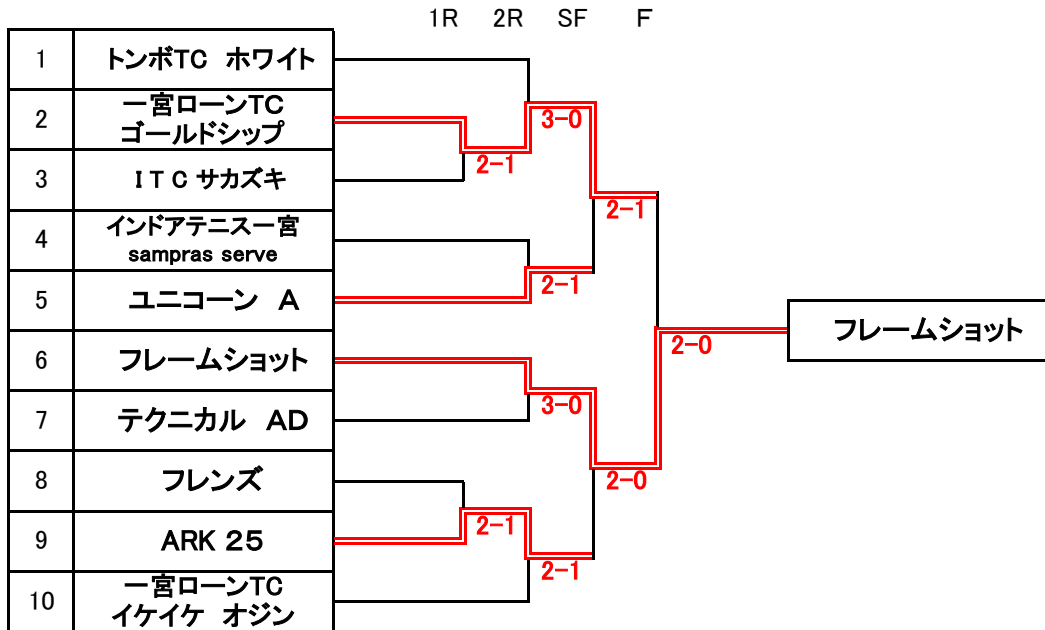 1R 2R SF F
1 トンボTC ホワイト
2 一宮ローンTC
ゴールドシップ
3 ITCサカズキ
4 インドアテニス一宮
sampras serve
5 ユニコーン A
6 フレームショット
7 テクニカル AD
8 フレンズ
9 ARK 25
10 一宮ローンTC
イケイケ オジン
2-1
2-1
3-0
2-1
3-0
2-1
2-1
2-0
2-0
フレームショット